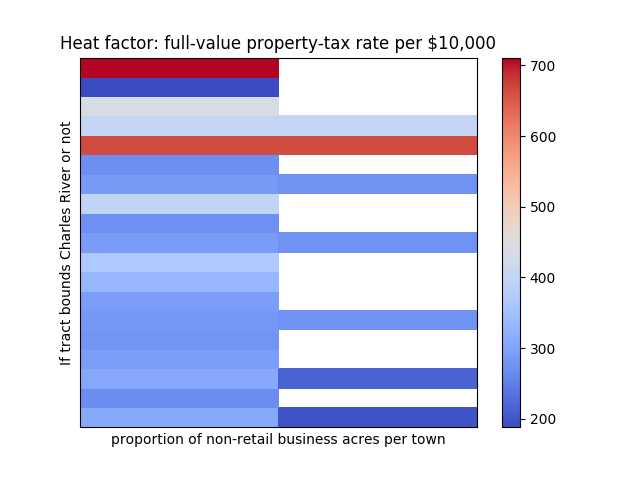 Heat factor: full-value property-tax rate per $10,000
If tract bounds Charles River or not
proportion of non-retail business acres per town
700
600
500
400
300
200